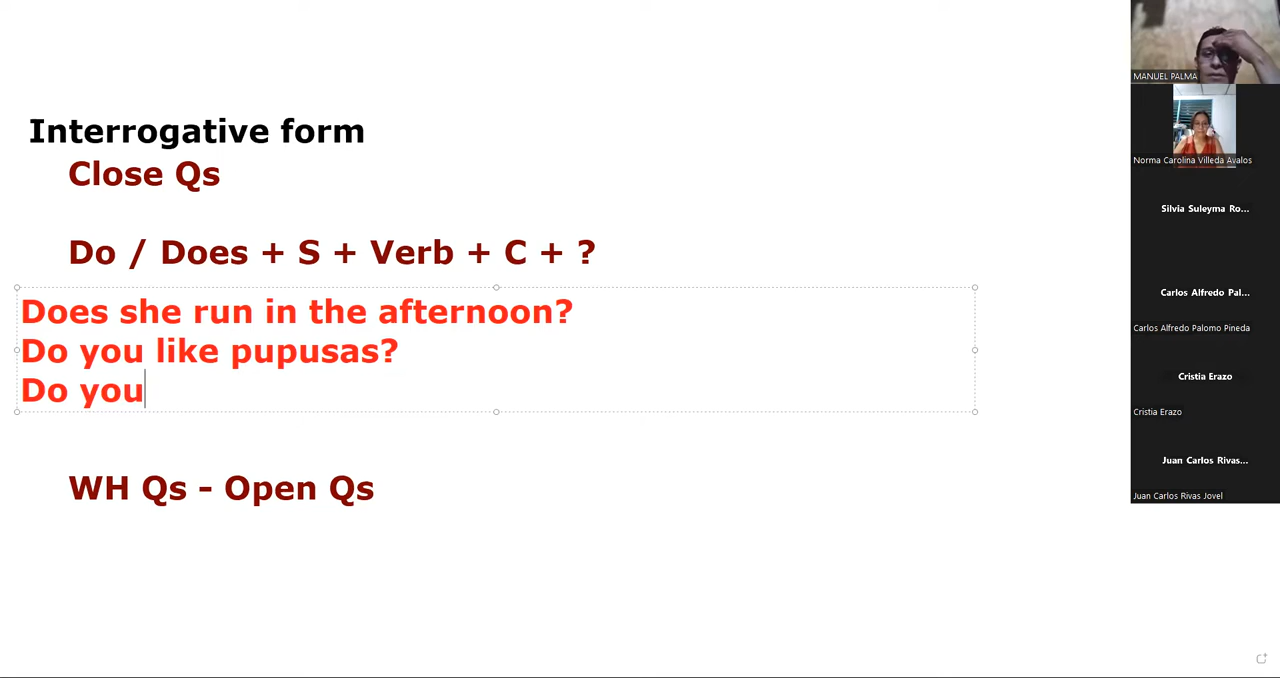 Interrogative form
Close Qs
Do / Does + S + Verb + C + ?
Does she run in the afternoon?
Do you like pupusas?
Do you
WH Qs - Open Qs
MANUEL PALMA
Norma Carolina Villeda Avalos
Silvia Suleyma Ro...
Carlos Alfredo Pal...
Carlos Alfredo Palomo Pineda
Cristia Erazo
Cristia Erazo
Juan Carlos Rivas...
Juan Carlos Rivas Jovel